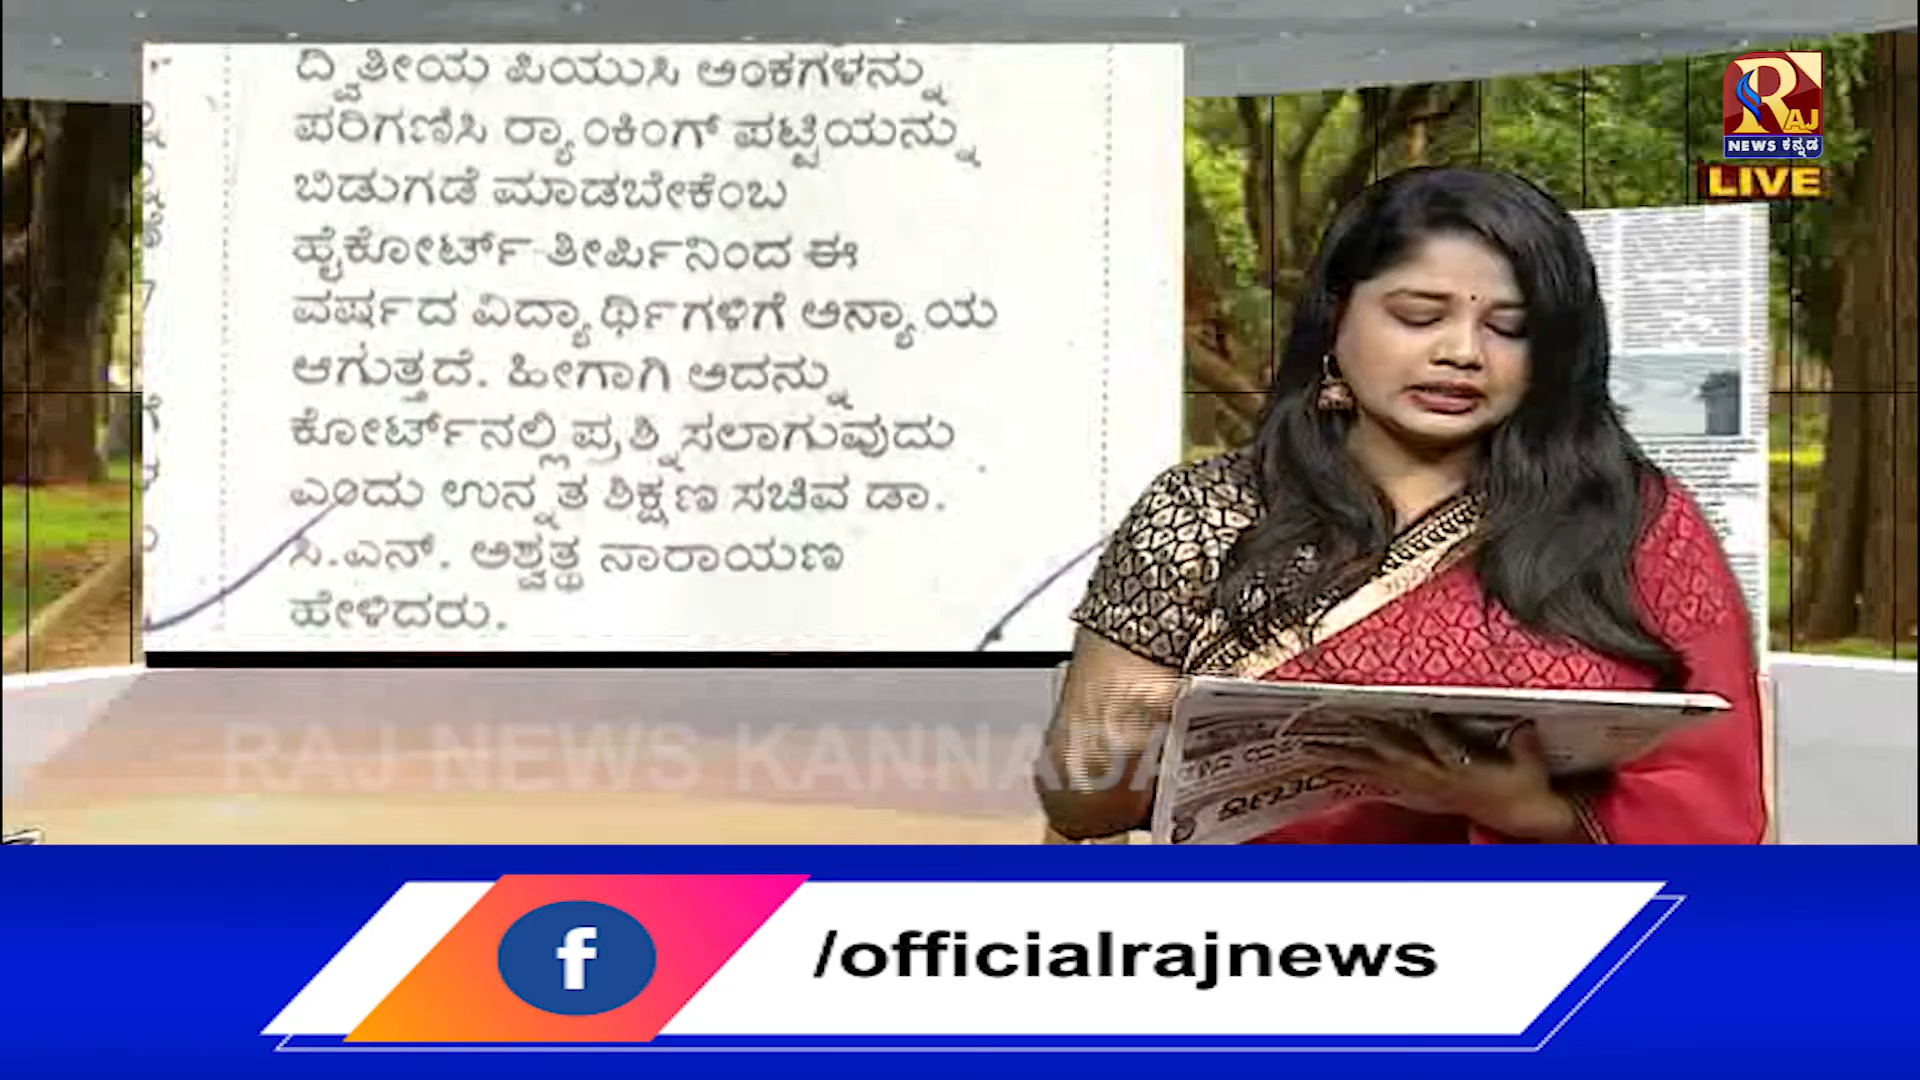 ದ್ವಿತೀಯ ಪಿಯುಸಿ ಅಂಕಗಳನ್ನು
ಪರಿಗಣಿಸಿ ರ‍್ಯಾಂಕಿಂಗ್ ಪಟ್ಟಿಯನ್ನು
ಬಿಡುಗಡೆ ಮಾಡಬೇಕೆಂಬ
ಹೈಕೋರ್ಟ್ ತೀರ್ಪಿನಿಂದ ಈ
ವರ್ಷದ ವಿದ್ಯಾರ್ಥಿಗಳಿಗೆ ಅನ್ಯಾಯ
ಆಗುತ್ತದೆ. ಹೀಗಾಗಿ ಅದನ್ನು
ಕೋರ್ಟ್‌ನಲ್ಲಿ ಪ್ರಶ್ನಿಸಲಾಗುವುದು
ಎಂದು ಉನ್ನತ ಶಿಕ್ಷಣ ಸಚಿವ ಡಾ.
ಸಿ.ಎನ್. ಅಶ್ವತ್ಥ ನಾರಾಯಣ
ಹೇಳಿದರು.
RAJ
NEWS ಕನ್ನಡ
LIVE
RAJ NEWS KANNADA
f /officialrajnews